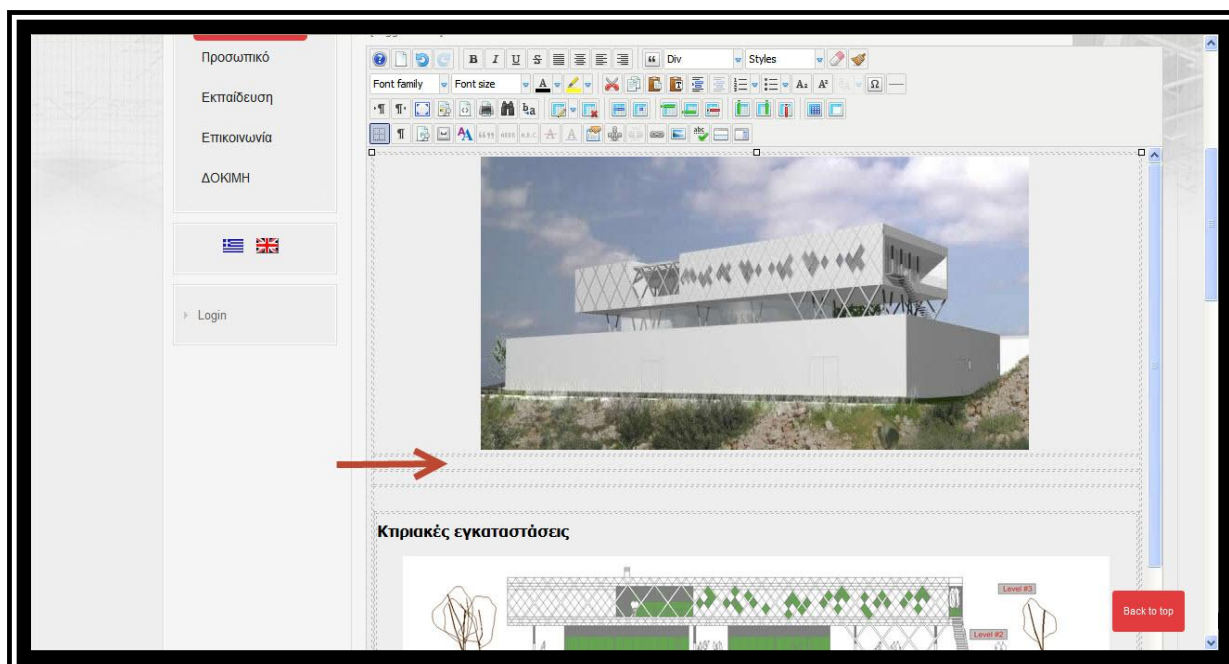 Προσωπικό
Εκπαίδευση
Επικοινωνία
ΔΟΚΙΜΗ
Login
Div
Styles
Font family
Font size
Κτιριακές εγκαταστάσεις
Level #3
Level #2
Back to top